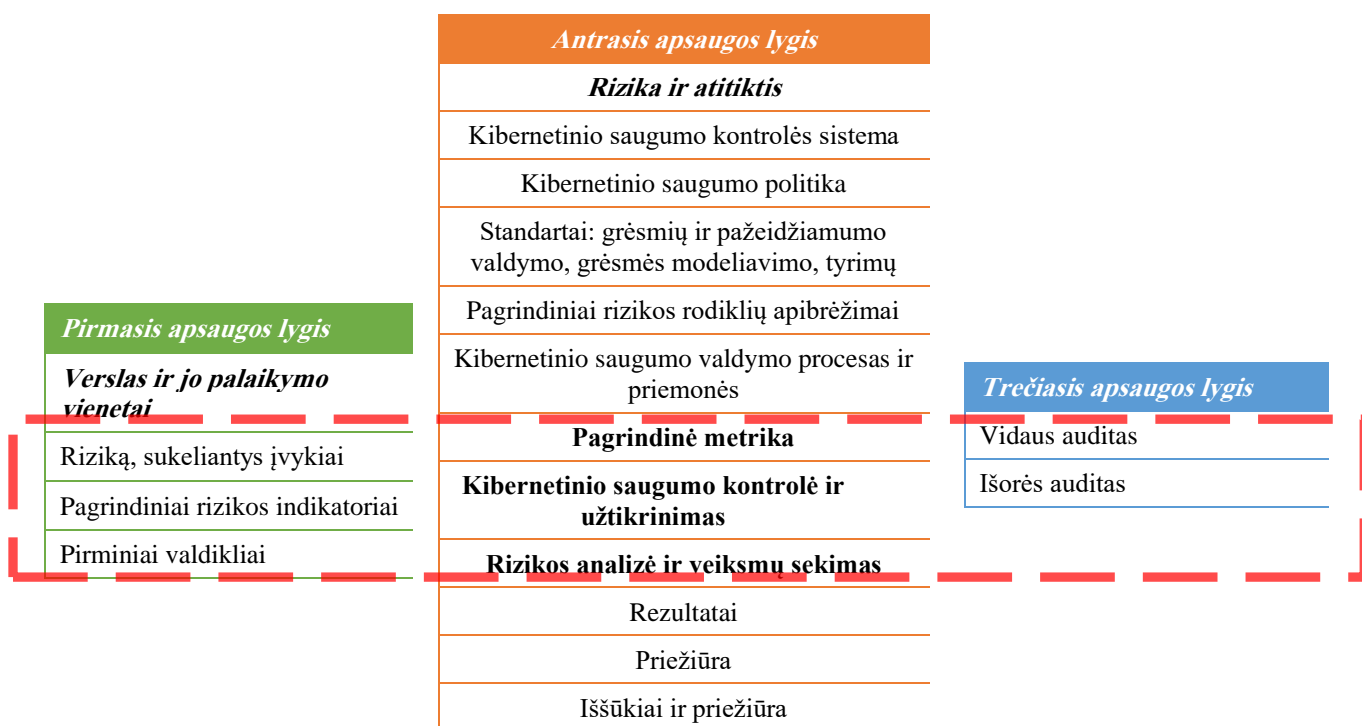 Antrasis apsaugos lygis
Rizika ir atitiktis
Kibernetinio saugumo kontrolės sistema
Kibernetinio saugumo politika
Standartai: grėsmių ir pažeidžiamumo
valdymo, grėsmės modeliavimo, tyrimų
Pagrindiniai rizikos rodiklių apibrėžimai
Kibernetinio saugumo valdymo procesas ir
priemonės
Pagrindinė metrika
Kibernetinio saugumo kontrolė ir
užtikrinimas
Rizikos analizė ir veiksmų sekimas
Rezultatai
Priežiūra
Iššūkiai ir priežiūra
Pirmasis apsaugos lygis
Verslas ir jo palaikymo
vienetai
Riziką, sukeliantys įvykiai
Pagrindiniai rizikos indikatoriai
Pirminiai valdikliai
Trečiasis apsaugos lygis
Vidaus auditas
Išorės auditas